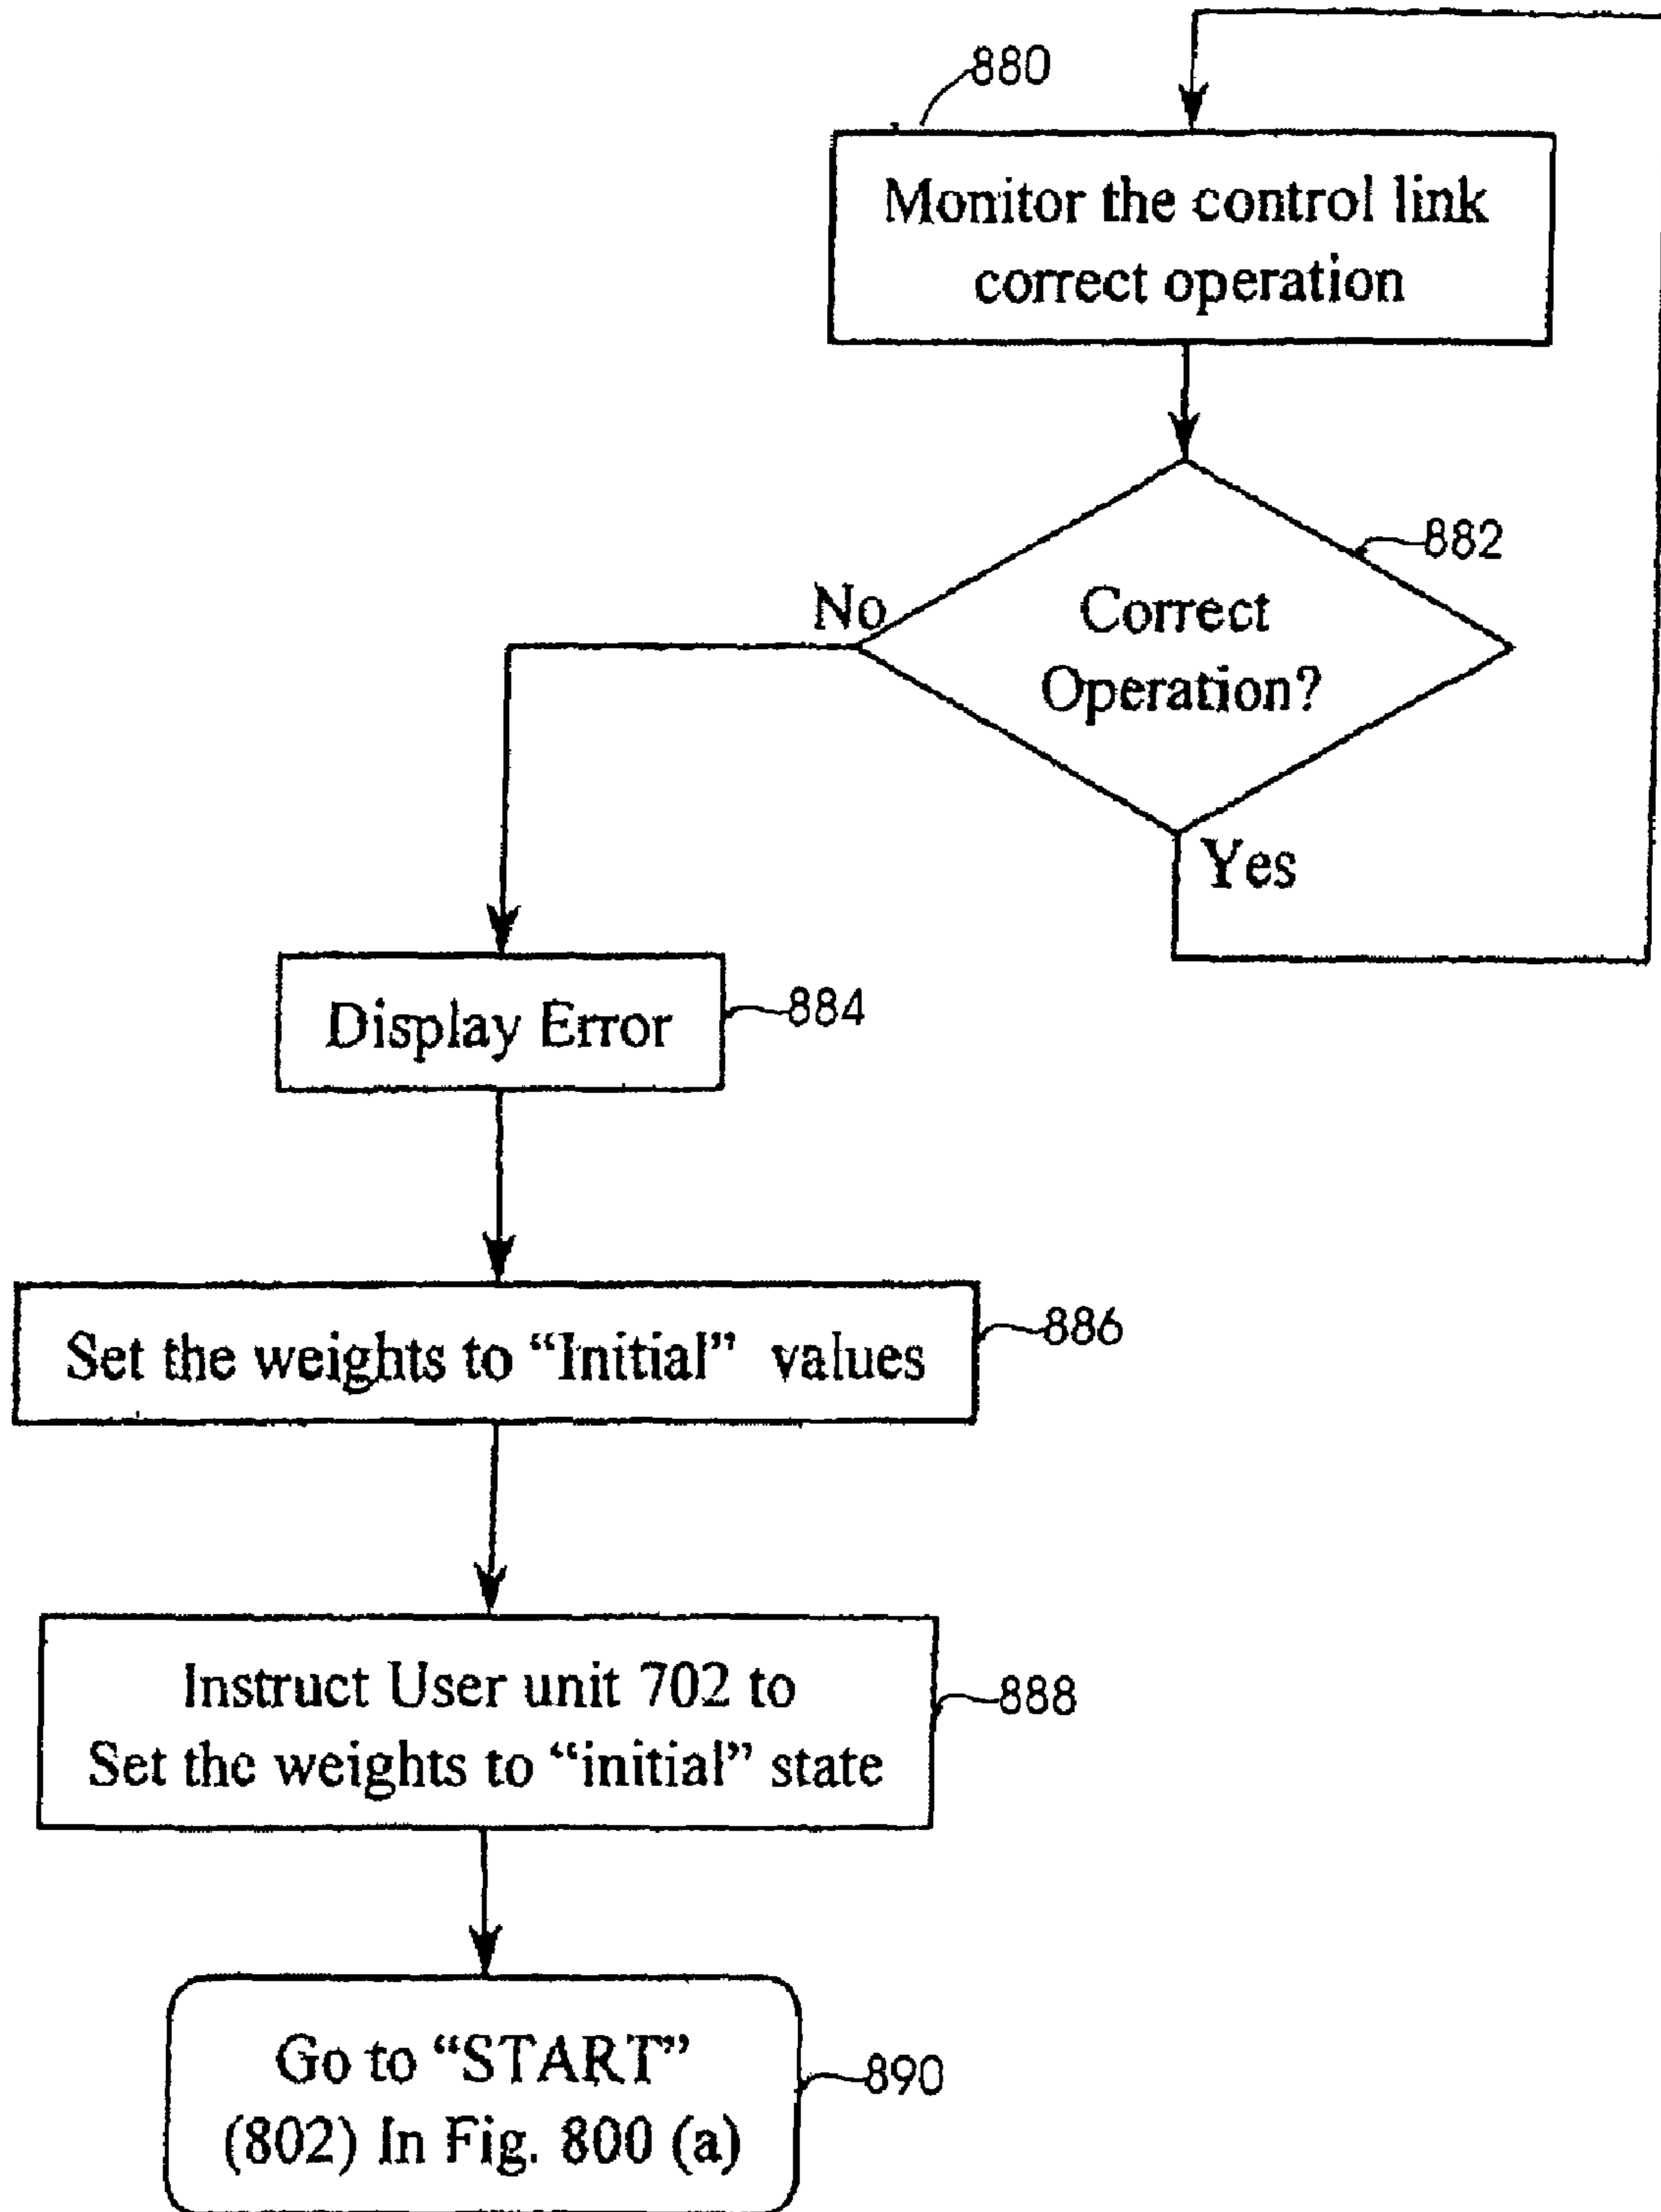 880
Monitor the control link
correct operation
882
No
Correct
Operation?
Yes
Display Error
884
Set the weights to “Initial” values
886
Instruct User unit 702 to
Set the weights to “initial” state
888
Go to “START”
(802) In Fig. 800 (a)
890